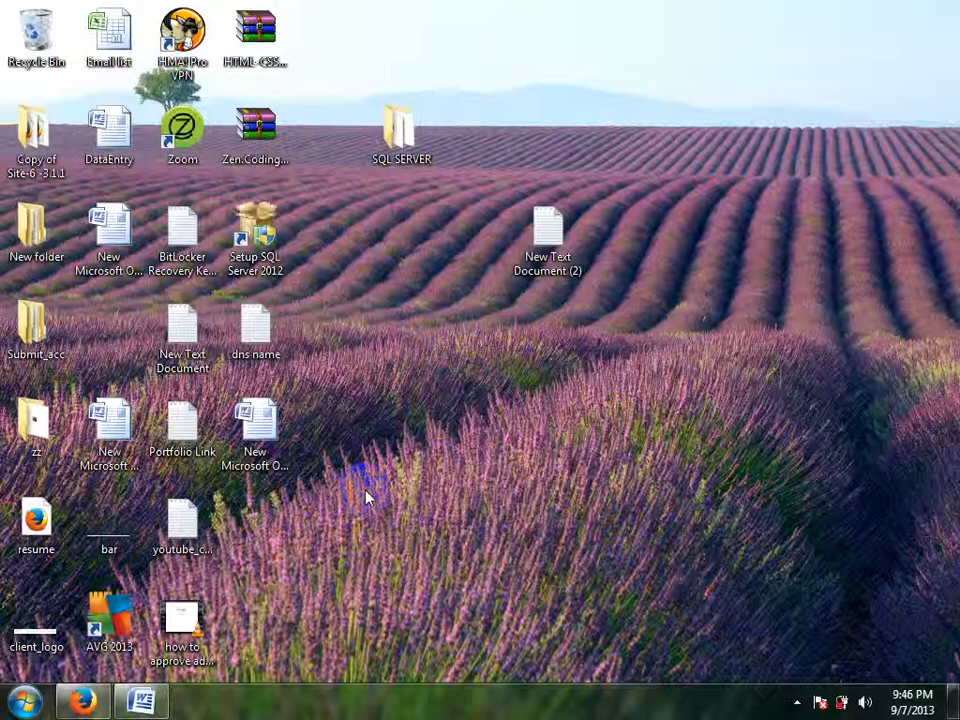 Recycle Bin
Email list
HMA! Pro
VPN
HTML-CSS...
Copy of
Site-6 -3.1.1
DataEntry
Zoom
Zen.Coding...
SQL SERVER
New folder
New
Microsoft O...
BitLocker
Recovery Ke...
Setup SQL
Server 2012
New Text
Document (2)
Submit_acc
New Text
Document
dns name
zz
New
Microsoft ...
Portfolio Link
New
Microsoft O...
resume
bar
youtube_c...
client_logo
AVG 2013
how to
approve ad...
9:46 PM
9/7/2013